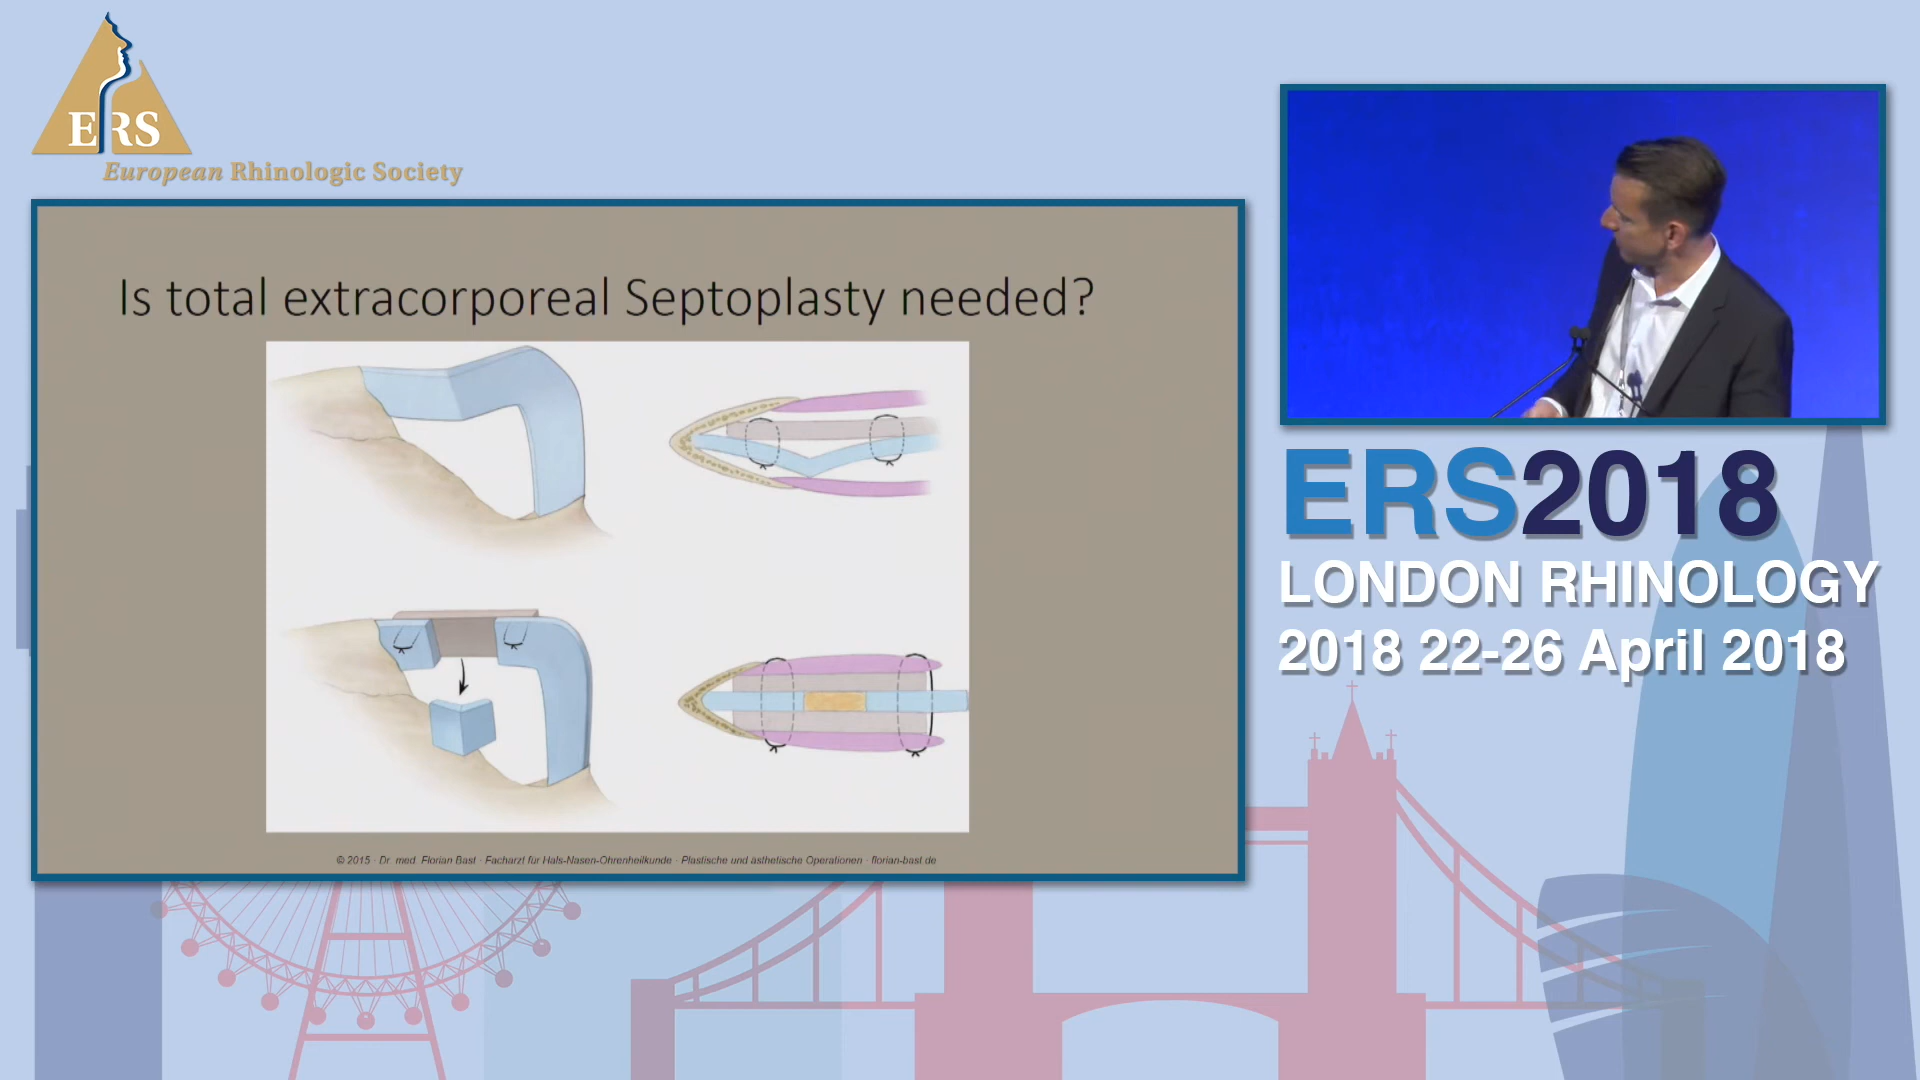 ERS
European Rhinologic Society
Is total extracorporeal Septoplasty needed?
© 2015 · Dr. med. Florian Bast · Facharzt für Hals-Nasen-Ohrenheilkunde · Plastische und ästhetische Operationen · florian-bast.de
ERS2018
LONDON RHINOLOGY
2018 22-26 April 2018